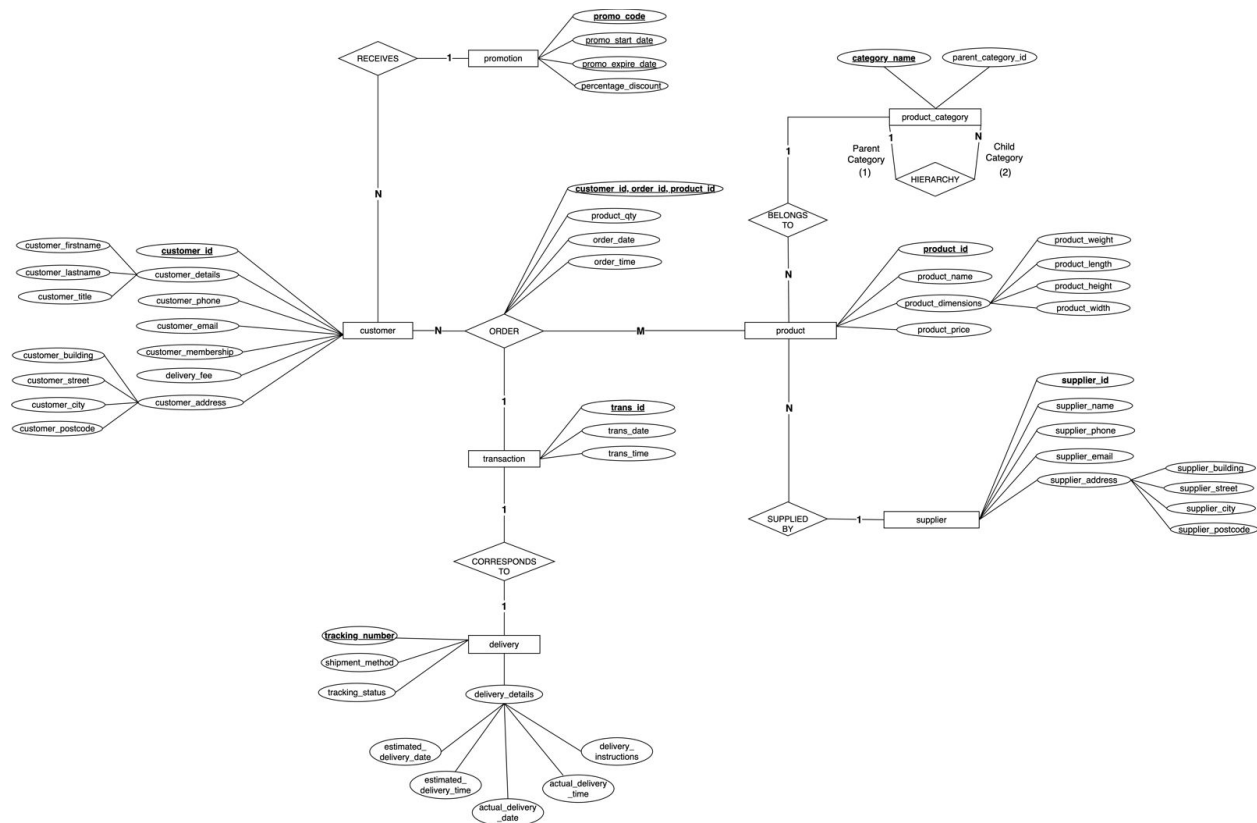 promo_code
RECEIVES
1
promotion
promo_start_date
promo_expire_date
percentage_discount
category_name
parent_category_id
product_category
1
N
Parent
Category
(1)
Child
Category
(2)
HIERARCHY
1
BELONGS
TO
N
N
customer_id, order_id, product_id
product_qty
order_date
order_time
customer_firstname
customer_lastname
customer_title
customer_id
customer_details
customer_phone
customer_email
customer_membership
delivery_fee
customer_address
customer_building
customer_street
customer_city
customer_postcode
customer
N
ORDER
M
product
product_id
product_name
product_dimensions
product_price
product_weight
product_length
product_height
product_width
1
N
trans_id
trans_date
trans_time
transaction
1
supplier_id
supplier_name
supplier_phone
supplier_email
supplier_address
supplier_building
supplier_street
supplier_city
supplier_postcode
SUPPLIED
BY
1
supplier
CORRESPONDS
TO
1
tracking_number
shipment_method
tracking_status
delivery
delivery_details
estimated_
delivery_date
estimated_
delivery_time
actual_delivery
_date
actual_delivery
_time
delivery_
instructions